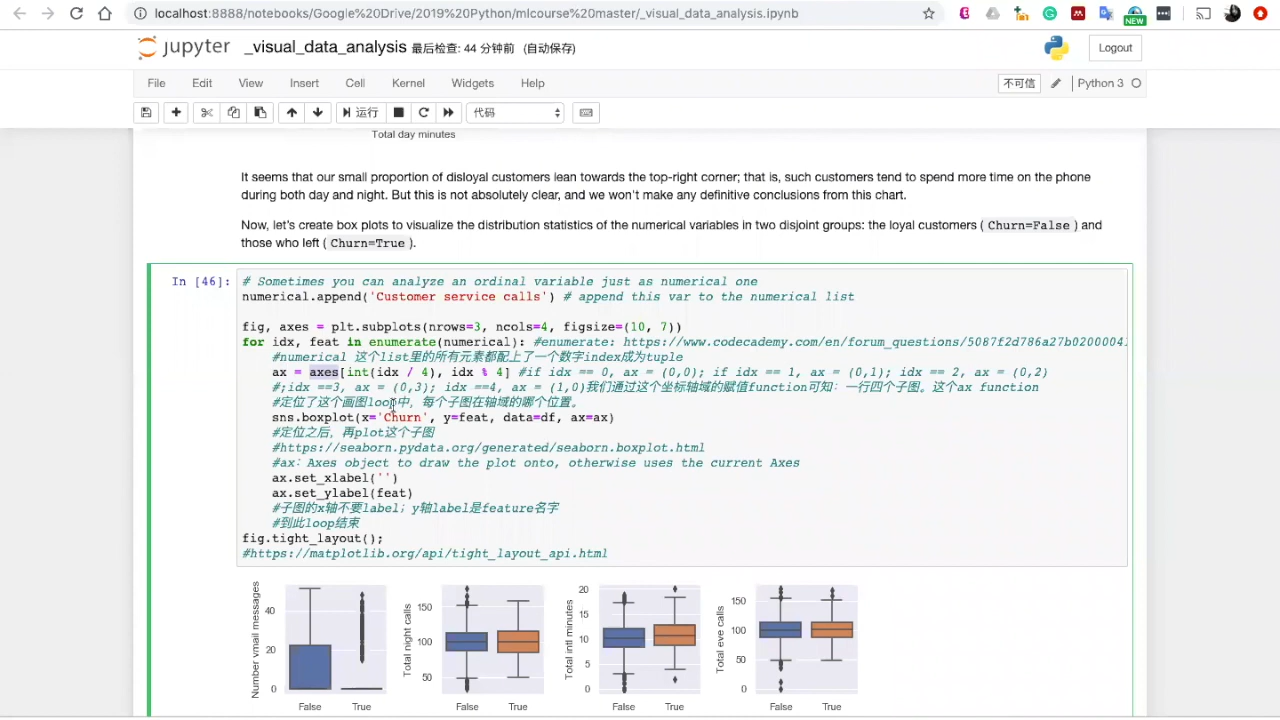 localhost:8888/notebooks/Google%20Drive/2%20%20Python/mlcourse%20master/_visual_data_analysis.ipynb
NEW
jupyter _visual_data_analysis 最后检查: 44 分钟前 (自动保存)
Logout
File Edit View Insert Cell Kernel Widgets Help
不可信 Python 3
运行 代码
Total day minutes
It seems that our small proportion of disloyal customers lean towards the top-right corner; that is, such customers tend to spend more time on the phone
during both day and night. But this is not absolutely clear, and we won't make any definitive conclusions from this chart.
Now, let's create box plots to visualize the distribution statistics of the numerical variables in two disjoint groups: the loyal customers ( Churn=False ) and
those who left ( Churn=True ).
In [46]:
# Sometimes you can analyze an ordinal variable just as numerical one
numerical.append('Customer service calls') # append this var to the numerical list
fig, axes = plt.subplots(nrows=3, ncols=4, figsize=(10, 7))
for idx, feat in enumerate(numerical): #enumerate: https://www.codecademy.com/en/forum_questions/5087f2d786a27b02000041
#numerical 这个list里的所有元素都配上了一个数字index成为tuple
ax = axes[int(idx / 4), idx % 4] #if idx == 0, ax = (0,0); if idx == 1, ax = (0,1); idx == 2, ax = (0,2)
#;idx ==3, ax = (0,3); idx ==4, ax = (1,0)我们通过这个坐标轴域的赋值function可知：一行四个子图。这个ax function
#定位了这个画图loop中，每个子图在轴域的哪个位置。
sns.boxplot(x='Churn', y=feat, data=df, ax=ax)
#定位之后，再plot这个子图
#https://seaborn.pydata.org/generated/seaborn.boxplot.html
#ax：Axes object to draw the plot onto, otherwise uses the current Axes
ax.set_xlabel('')
ax.set_ylabel(feat)
#子图的x轴不要label；y轴label是feature名字
#到此loop结束
fig.tight_layout();
#https://matplotlib.org/api/tight_layout_api.html
Number vmail messages
40
20
0
False True
Total night calls
150
100
50
False True
Total intl minutes
20
15
10
5
0
False True
Total eve calls
150
100
50
0
False True